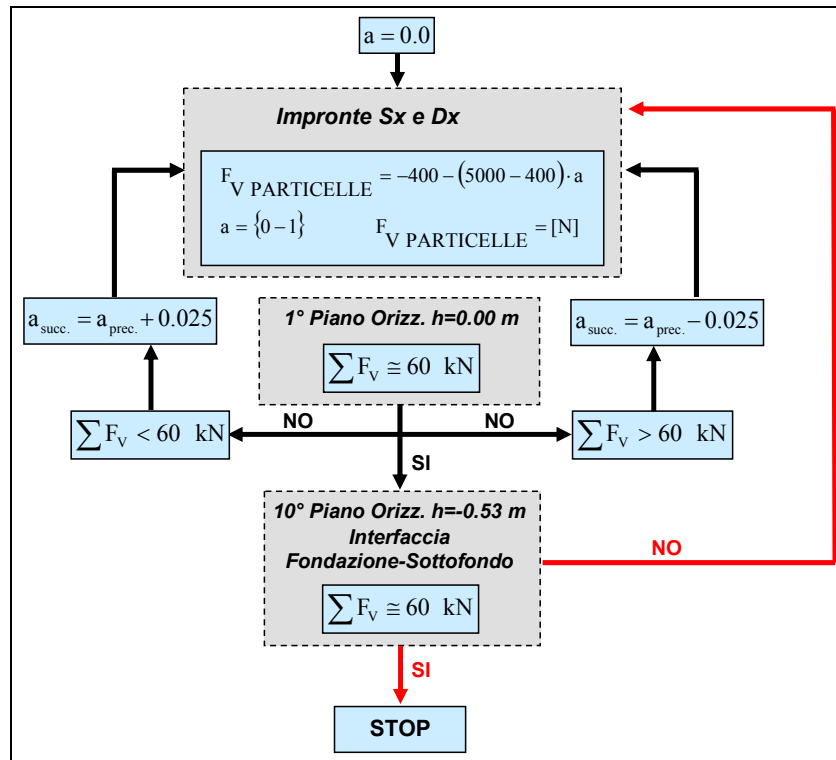 a = 0.0
Impronte Sx e Dx
F_V PARTICELLE = −400 − (5000 − 400) · a
a = {0 − 1} F_V PARTICELLE = [N]
a_succ. = a_prec. + 0.025
1° Piano Orizz. h=0.00 m
∑ F_V ≅ 60 kN
a_succ. = a_prec. − 0.025
∑ F_V < 60 kN
NO
NO
∑ F_V > 60 kN
SI
10° Piano Orizz. h=-0.53 m
Interfaccia
Fondazione-Sottofondo
∑ F_V ≅ 60 kN
NO
SI
STOP